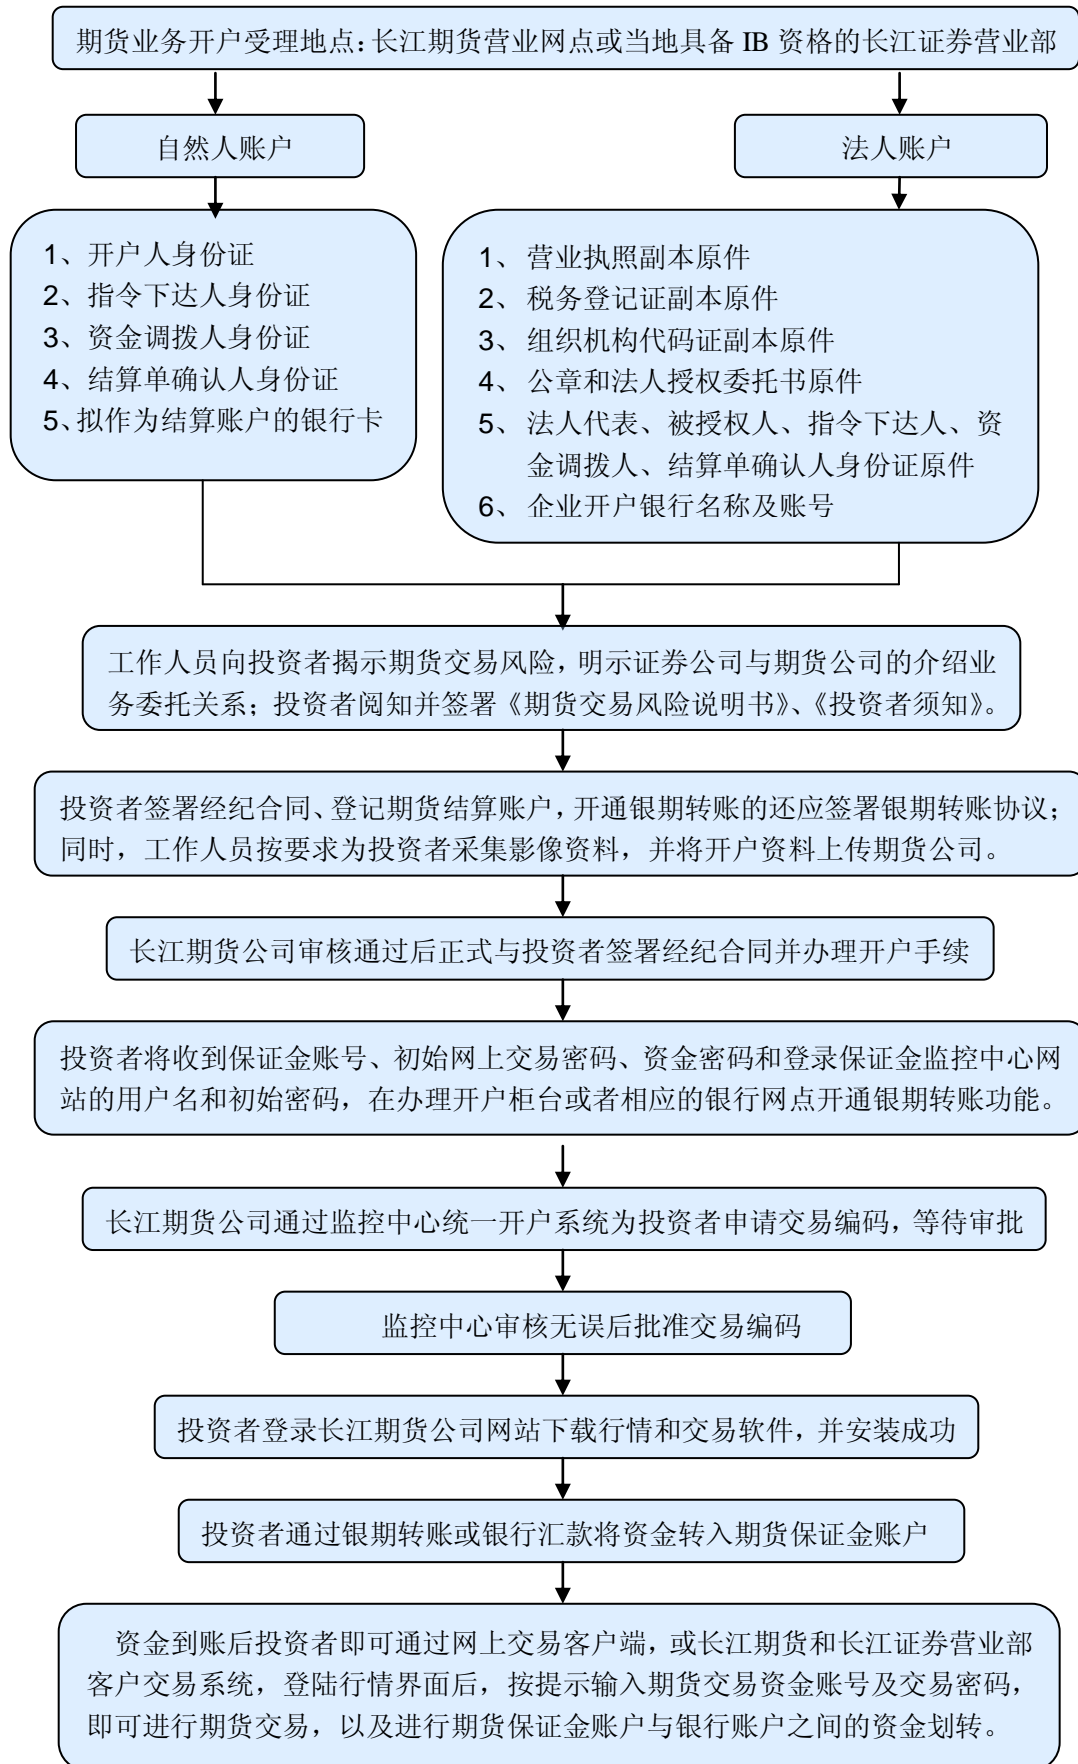 期货业务开户受理地点：长江期货营业网点或当地具备 IB 资格的长江证券营业部
自然人账户
法人账户
1、开户人身份证
2、指令下达人身份证
3、资金调拨人身份证
4、结算单确认人身份证
5、拟作为结算账户的银行卡
1、 营业执照副本原件
2、 税务登记证副本原件
3、 组织机构代码证副本原件
4、 公章和法人授权委托书原件
5、 法人代表、被授权人、指令下达人、资
金调拨人、结算单确认人身份证原件
6、 企业开户银行名称及账号
工作人员向投资者揭示期货交易风险，明示证券公司与期货公司的介绍业
务委托关系；投资者阅知并签署《期货交易风险说明书》、《投资者须知》。
投资者签署经纪合同、登记期货结算账户，开通银期转账的还应签署银期转账协议；
同时，工作人员按要求为投资者采集影像资料，并将开户资料上传期货公司。
长江期货公司审核通过后正式与投资者签署经纪合同并办理开户手续
投资者将收到保证金账号、初始网上交易密码、资金密码和登录保证金监控中心网
站的用户名和初始密码，在办理开户柜台或者相应的银行网点开通银期转账功能。
长江期货公司通过监控中心统一开户系统为投资者申请交易编码，等待审批
监控中心审核无误后批准交易编码
投资者登录长江期货公司网站下载行情和交易软件，并安装成功
投资者通过银期转账或银行汇款将资金转入期货保证金账户
资金到账后投资者即可通过网上交易客户端，或长江期货和长江证券营业部
客户交易系统，登陆行情界面后，按提示输入期货交易资金账号及交易密码，
即可进行期货交易，以及进行期货保证金账户与银行账户之间的资金划转。